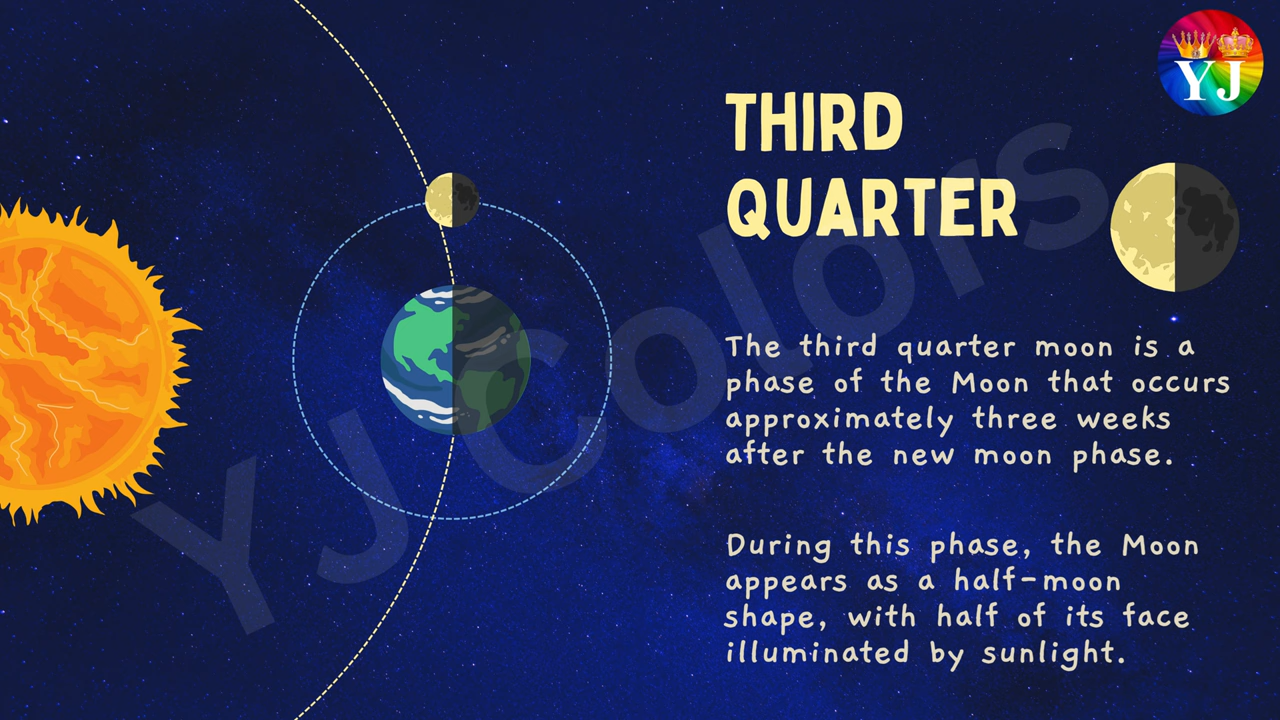 YJ
THIRD
QUARTER
The third quarter moon is a
phase of the Moon that occurs
approximately three weeks
after the new moon phase.
During this phase, the Moon
appears as a half-moon
shape, with half of its face
illuminated by sunlight.
YJ Colors